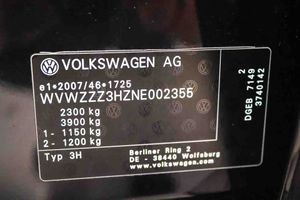 VOLKSWAGEN AG
e1*2007/46*1725
WVWZZZ3HZNE002355
2300 kg
3900 kg
1 - 1150 kg
2 - 1200 kg
Typ 3H
Berliner Ring 2
DE - 38440 Wolfsburg
www.volkswagen.com
2
DGEB 7149
3740142